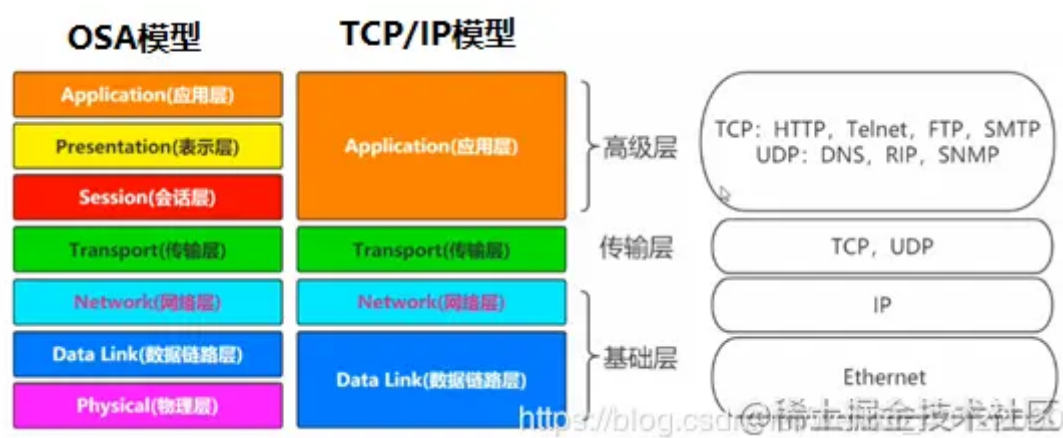 OSA模型
TCP/IP模型
Application(应用层)
Presentation(表示层)
Session(会话层)
Transport(传输层)
Network(网络层)
Data Link(数据链路层)
Physical(物理层)
Application(应用层)
Transport(传输层)
Network(网络层)
Data Link(数据链路层)
高级层
传输层
基础层
TCP：HTTP，Telnet，FTP，SMTP
UDP：DNS，RIP，SNMP
TCP，UDP
IP
Ethernet
https://blog.csd
@稀土掘金技术社区